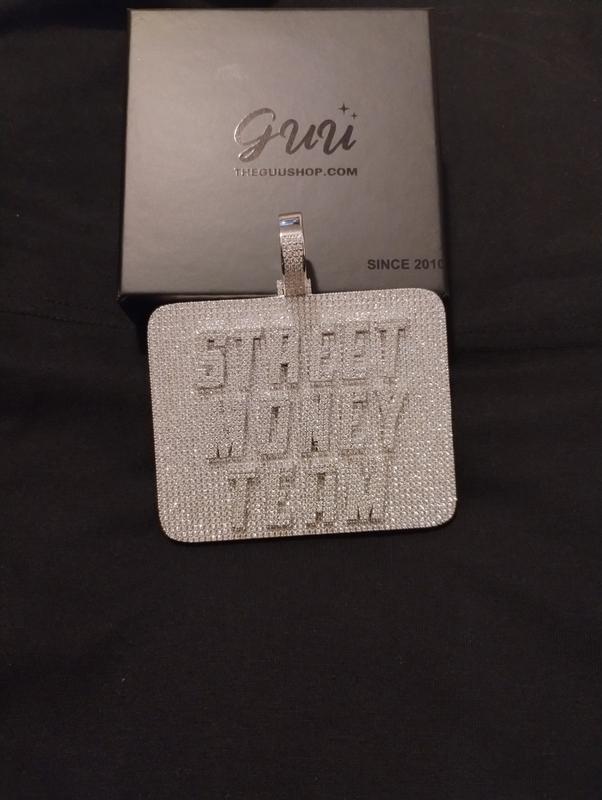 guu
THEGUUSHOP.COM
SINCE 2010
STREET
MONEY
TEAM